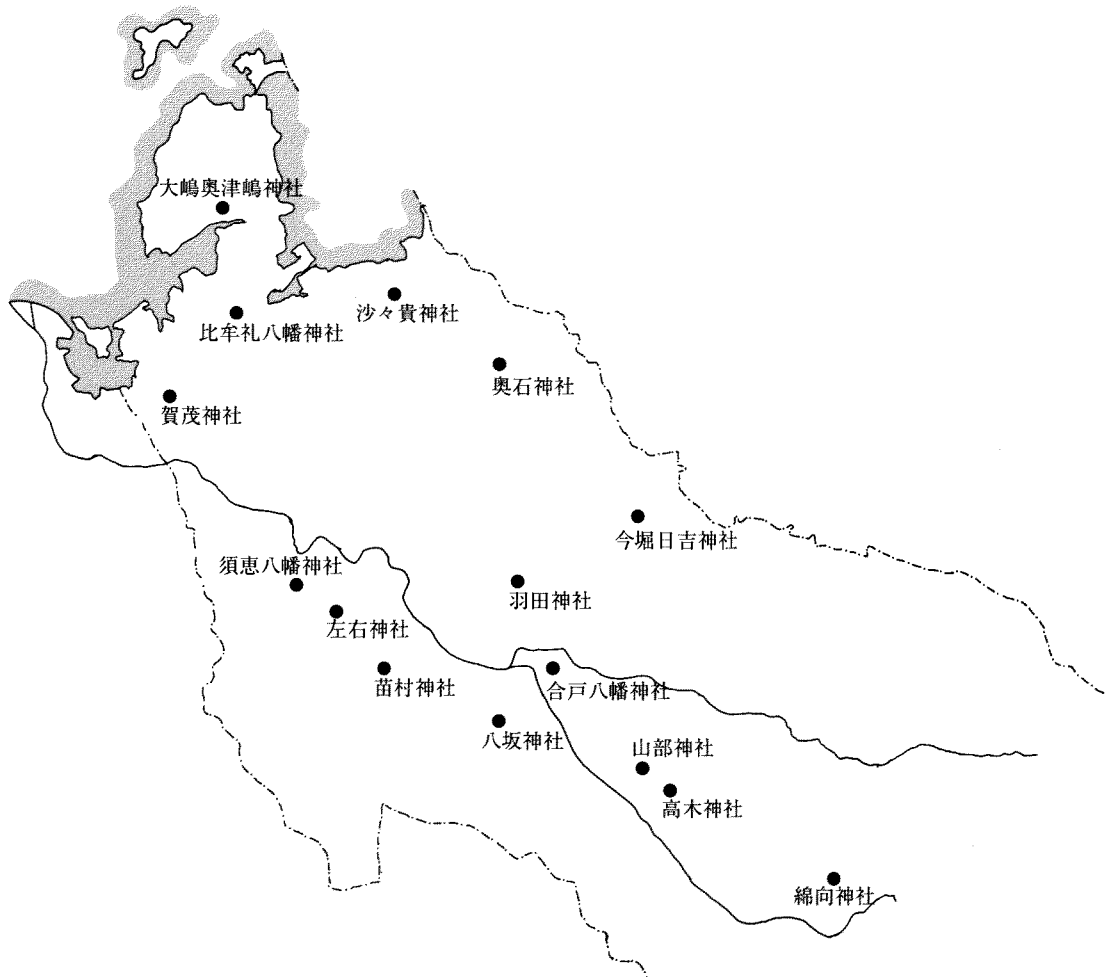 大嶋奥津嶋神社
沙々貴神社
比牟礼八幡神社
奥石神社
賀茂神社
今堀日吉神社
須恵八幡神社
羽田神社
左右神社
苗村神社
合戸八幡神社
八坂神社
山部神社
高木神社
綿向神社